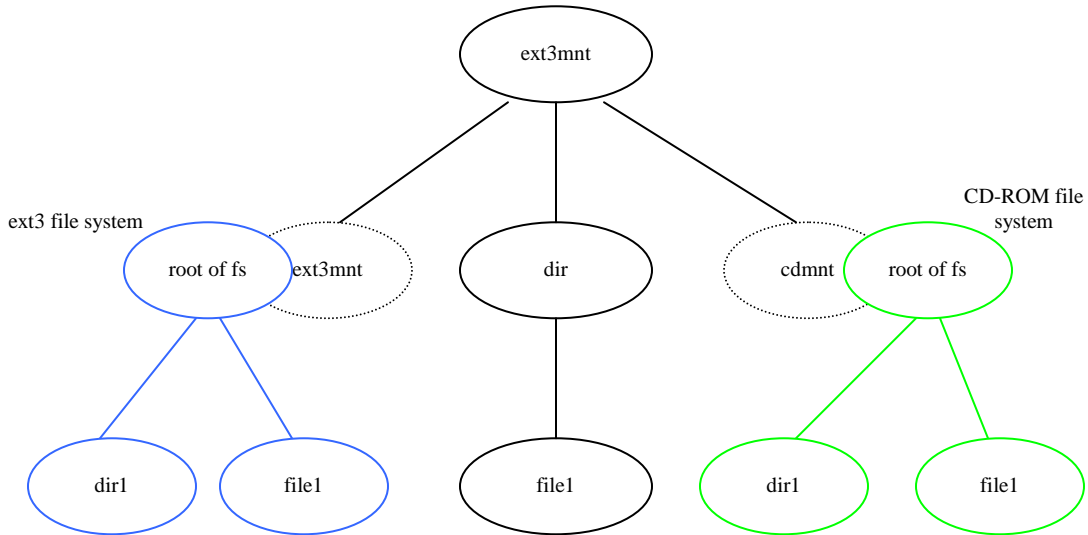 ext3mnt
ext3 file system
CD-ROM file
system
root of fs
ext3mnt
dir
cdmnt
root of fs
dir1
file1
file1
dir1
file1